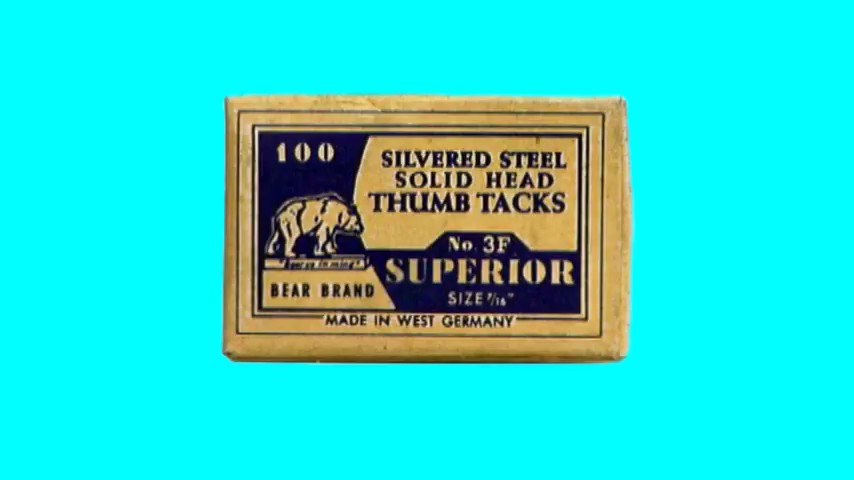 100
SILVERED STEEL
SOLID HEAD
THUMB TACKS
No. 3F
SUPERIOR
SIZE 7/16"
BEAR BRAND
MADE IN WEST GERMANY